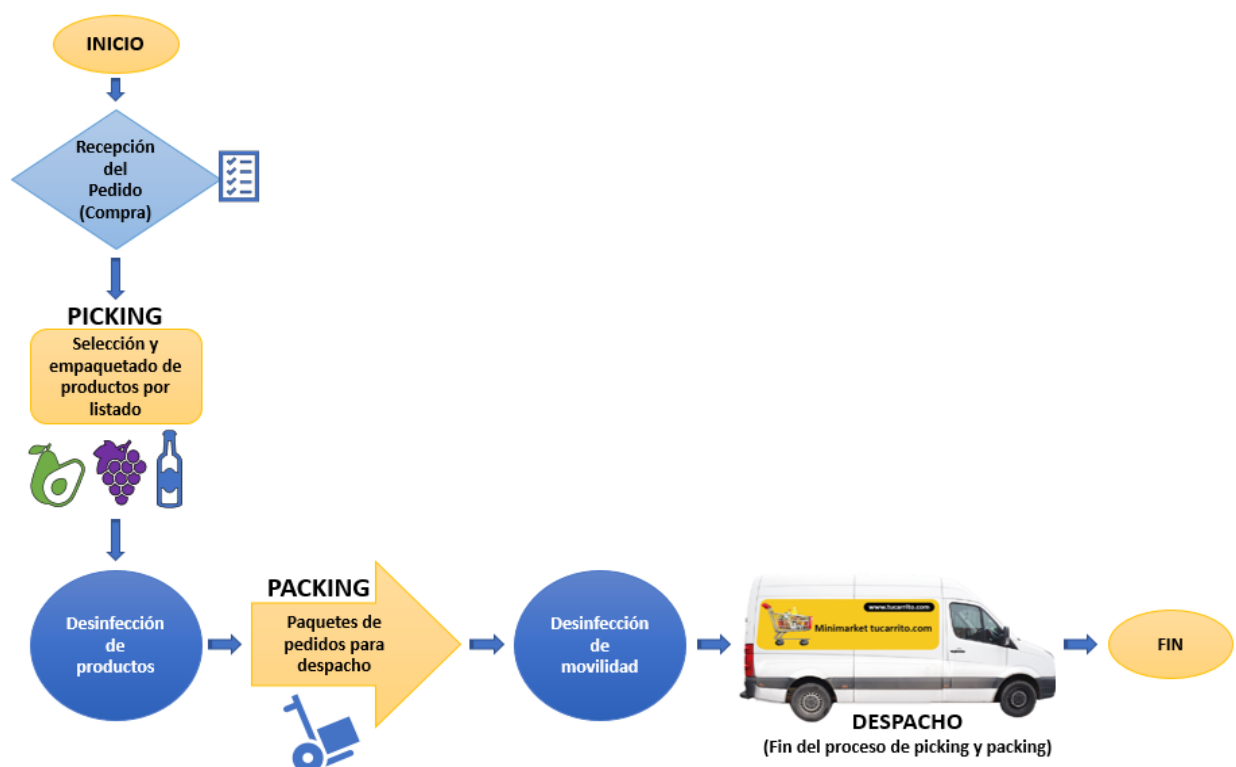 INICIO
Recepción
del
Pedido
(Compra)
PICKING
Selección y
empaquetado de
productos por
listado
Desinfección
de
productos
PACKING
Paquetes de
pedidos para
despacho
Desinfección
de
movilidad
www.tucarrito.com
Minimarket tucarrito.com
DESPACHO
(Fin del proceso de picking y packing)
FIN